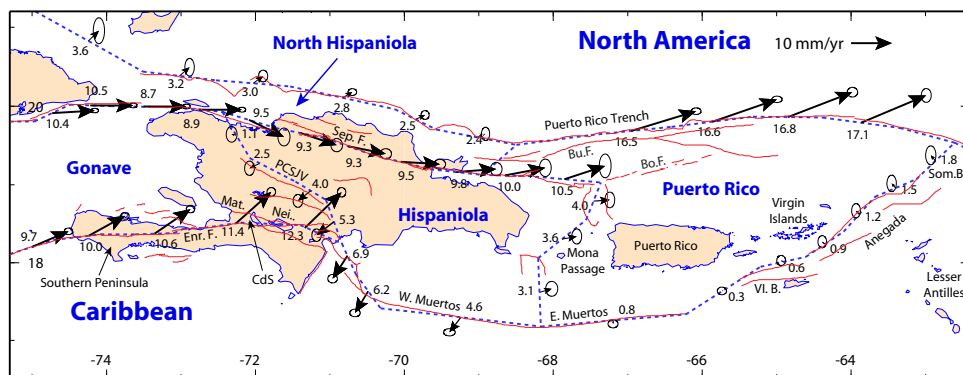 North America
10 mm/yr
North Hispaniola
3.6
3.2
3.0
2.7
2.8
2.5
2.4
20
10.5
8.7
10.4
8.9
9.5
1.1
9.3
Sep. F.
9.3
9.5
9.8
10.0
10.5
Puerto Rico Trench
16.5
16.6
16.8
17.1
Bu.F.
Bo.F.
Gonave
2.5
PCSJV
4.0
Mat.
Nei.
Hispaniola
Puerto Rico
4.0
1.8
Som.B
1.5
1.2
Anegada
0.9
Virgin
Islands
9.7
10.0
10.6
Enr. F.
11.4
12.3
5.3
18
Southern Peninsula
CdS
6.9
6.2
3.6
Mona
Passage
Puerto Rico
3.1
0.6
VI. B.
0.3
Lesser
Antilles
Caribbean
W. Muertos
4.6
E. Muertos
0.8
-74
-72
-70
-68
-66
-64